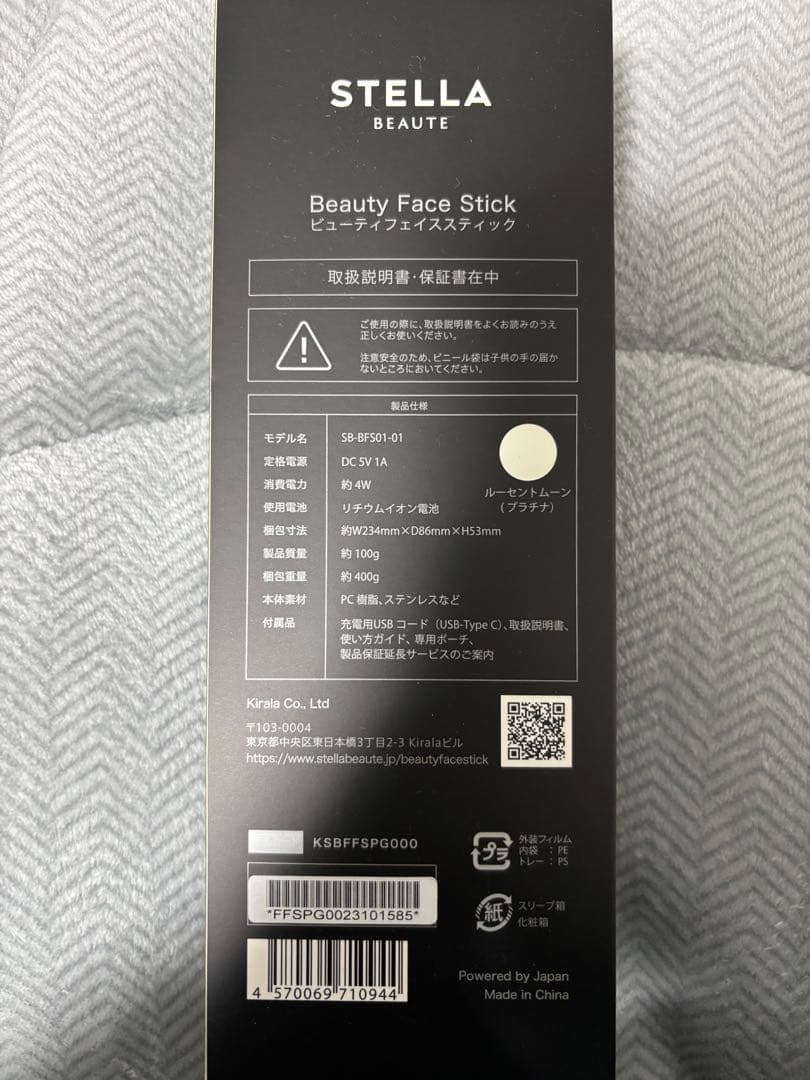 STELLA
BEAUTE
Beauty Face Stick
ビューティフェイススティック
取扱説明書・保証書在中
ご使用の際に、取扱説明書をよくお読みのうえ
正しくお使いください。
注意安全のため、ビニール袋は子供の手の届か
ないところにおいてください。
製品仕様
モデル名 SB-BFS01-01
定格電源 DC 5V 1A
消費電力 約 4W
使用電池 リチウムイオン電池
梱包寸法 約W234mm×D86mm×H53mm
製品質量 約 100g
梱包重量 約 400g
本体素材 PC 樹脂、ステンレスなど
付属品 充電用USB コード（USB-Type C）、取扱説明書、
使い方ガイド、専用ポーチ、
製品保証延長サービスのご案内
ルーセントムーン
（プラチナ）
Kirala Co., Ltd
〒103-0004
東京都中央区東日本橋3丁目2-3 Kiralaビル
https://www.stellabeaute.jp/beautyfacestick
KSBFFSPG000
*FFSPG0023101585*
4 570069 710944
プラ
外装フィルム
内袋 ： PE
トレー ： PS
紙
スリーブ箱
化粧箱
Powered by Japan
Made in China